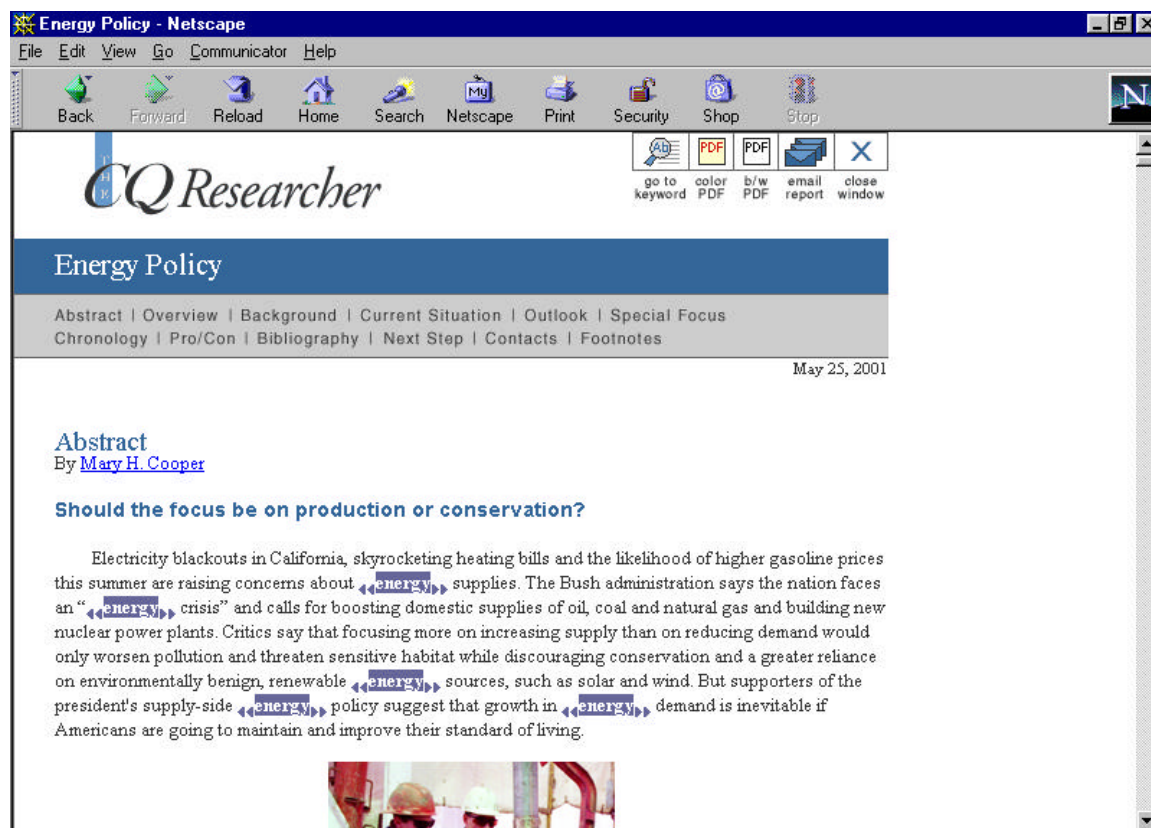 Energy Policy - Netscape
File Edit View Go Communicator Help
Back Forward Reload Home Search My Netscape Print Security Shop Stop
N
THE CQ Researcher
Ab PDF PDF X
go to keyword color PDF b/w PDF email report close window
Energy Policy
Abstract | Overview | Background | Current Situation | Outlook | Special Focus
Chronology | Pro/Con | Bibliography | Next Step | Contacts | Footnotes
May 25, 2001
Abstract
By Mary H. Cooper
Should the focus be on production or conservation?
Electricity blackouts in California, skyrocketing heating bills and the likelihood of higher gasoline prices
this summer are raising concerns about energy supplies. The Bush administration says the nation faces
an “energy crisis” and calls for boosting domestic supplies of oil, coal and natural gas and building new
nuclear power plants. Critics say that focusing more on increasing supply than on reducing demand would
only worsen pollution and threaten sensitive habitat while discouraging conservation and a greater reliance
on environmentally benign, renewable energy sources, such as solar and wind. But supporters of the
president's supply-side energy policy suggest that growth in energy demand is inevitable if
Americans are going to maintain and improve their standard of living.